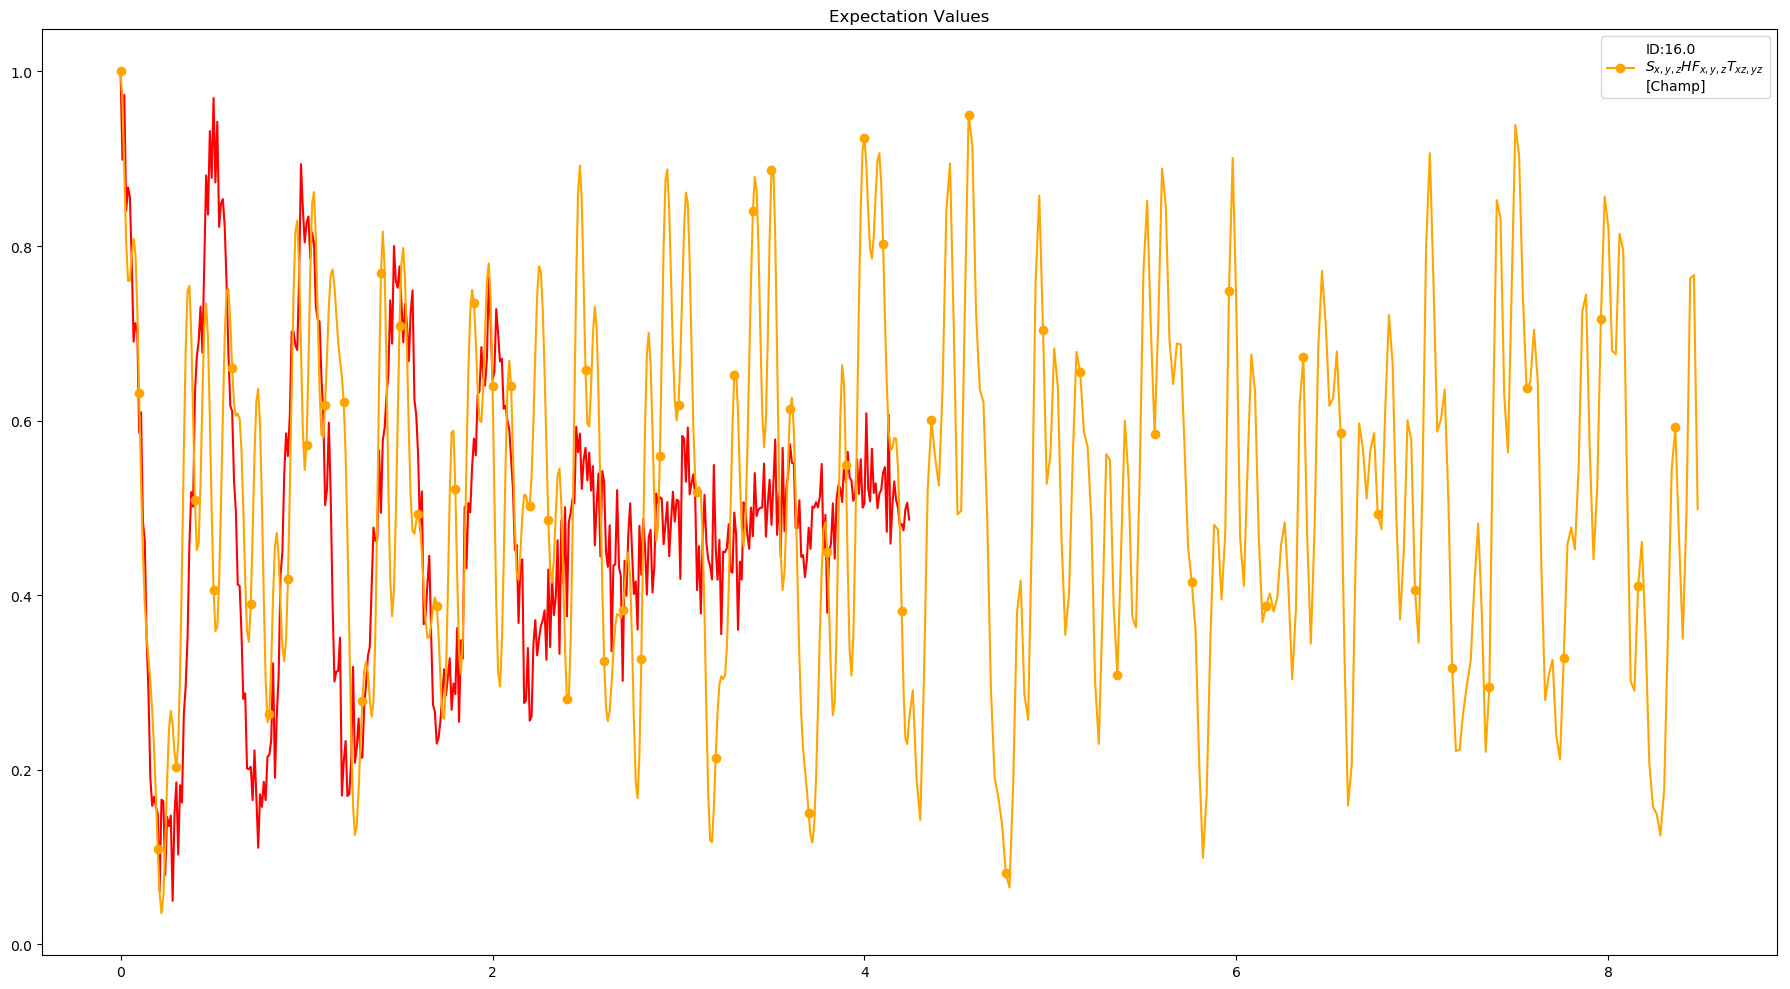 Expectation Values
ID:16.0
$S_{x,y,z}HF_{x,y,z}T_{xz,yz}$
[Champ]
1.0
0.8
0.6
0.4
0.2
0.0
0 2 4 6 8